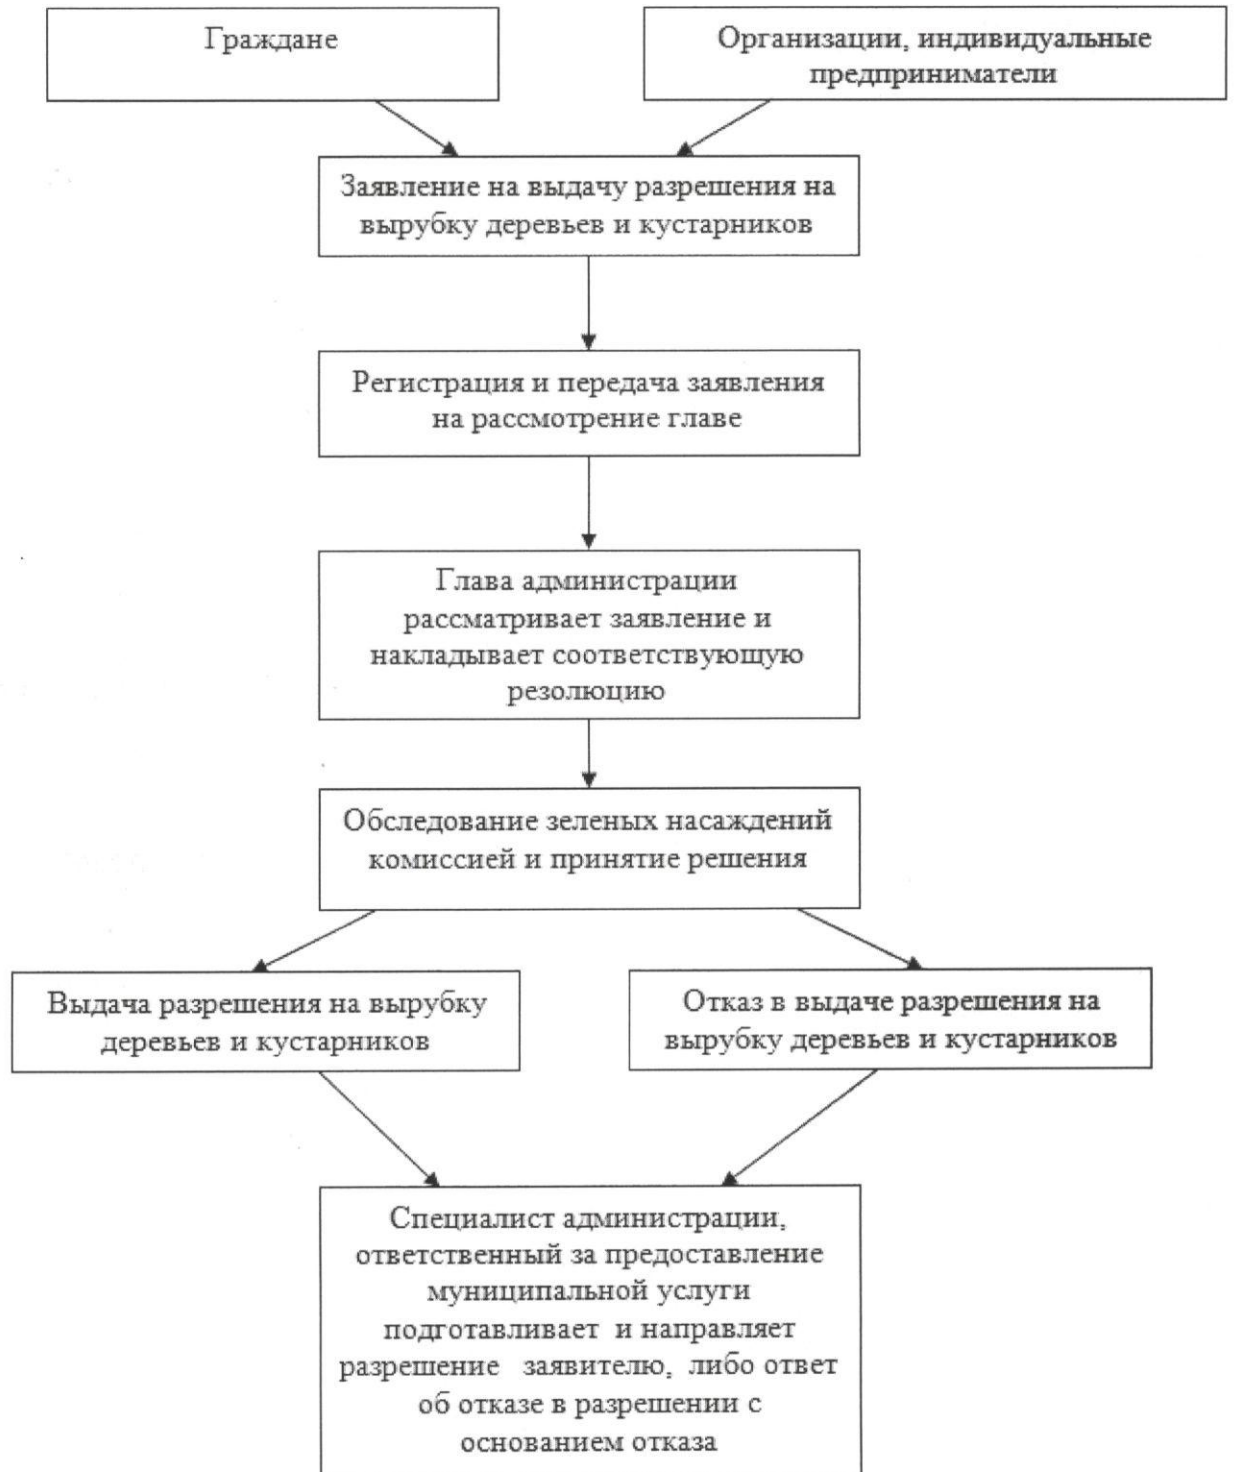 Граждане
Организации, индивидуальные
предприниматели
Заявление на выдачу разрешения на
вырубку деревьев и кустарников
Регистрация и передача заявления
на рассмотрение главе
Глава администрации
рассматривает заявление и
накладывает соответствующую
резолюцию
Обследование зеленых насаждений
комиссией и принятие решения
Выдача разрешения на вырубку
деревьев и кустарников
Отказ в выдаче разрешения на
вырубку деревьев и кустарников
Специалист администрации,
ответственный за предоставление
муниципальной услуги
подготавливает и направляет
разрешение заявителю, либо ответ
об отказе в разрешении с
основанием отказа